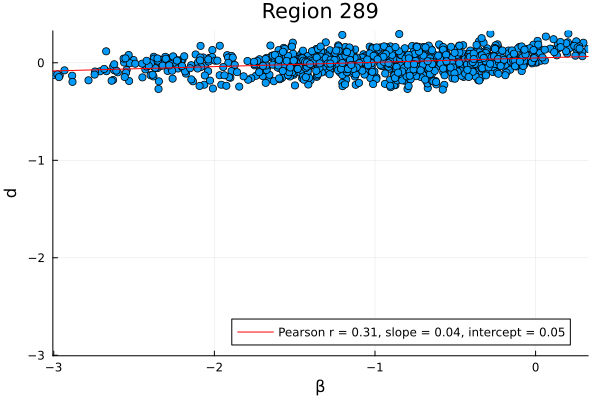 Region 289
0
−1
−2
−3
d
Pearson r = 0.31, slope = 0.04, intercept = 0.05
−3
−2
−1
0
β